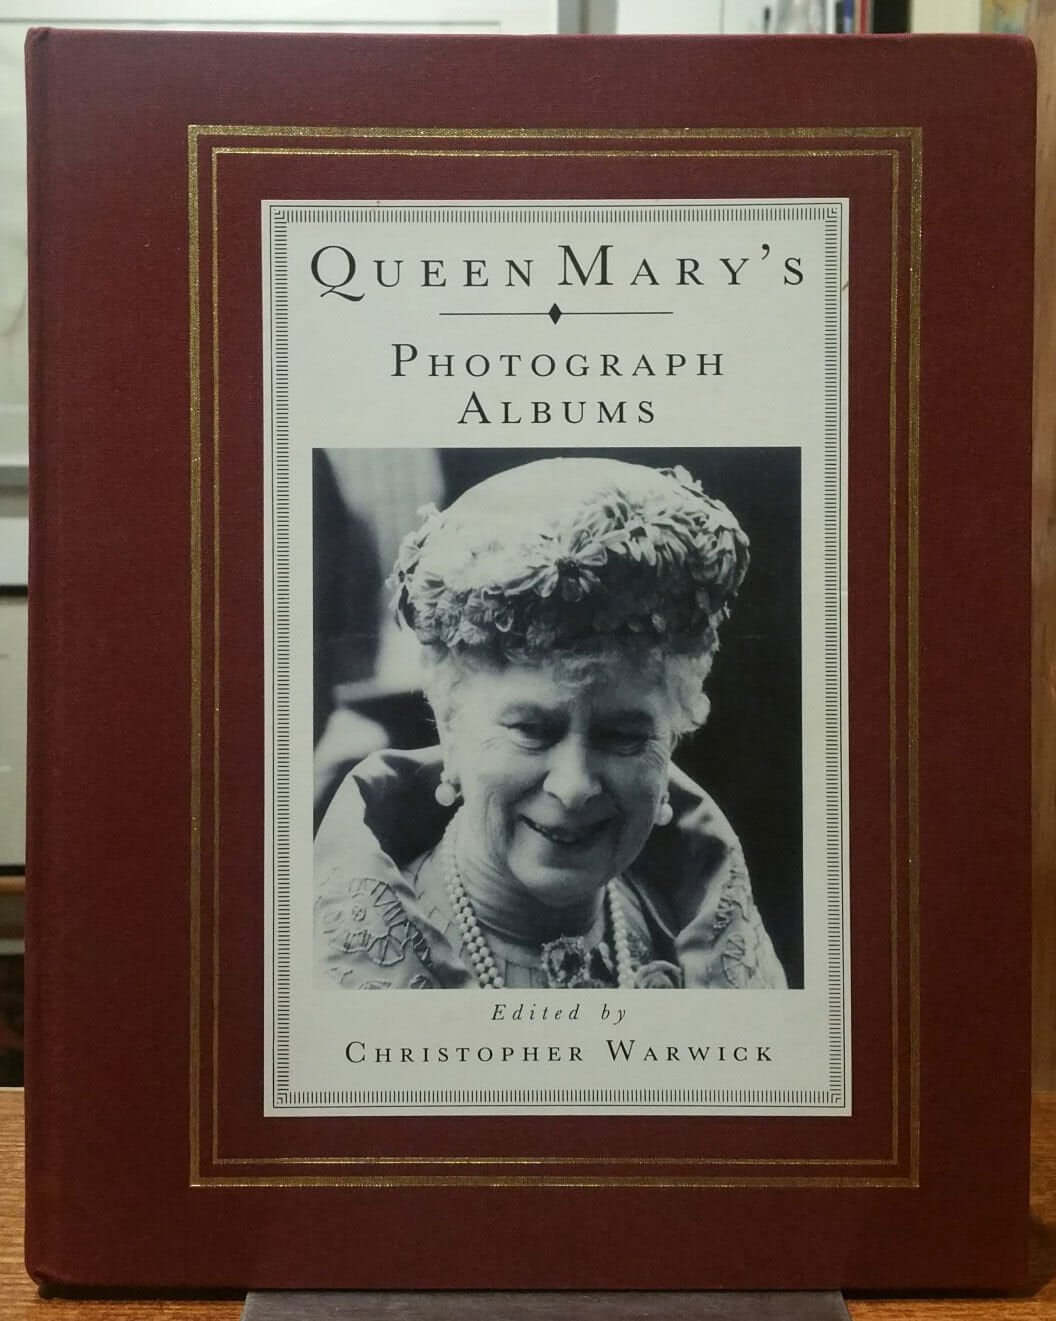 QUEEN MARY'S
PHOTOGRAPH
ALBUMS
Edited by
CHRISTOPHER WARWICK